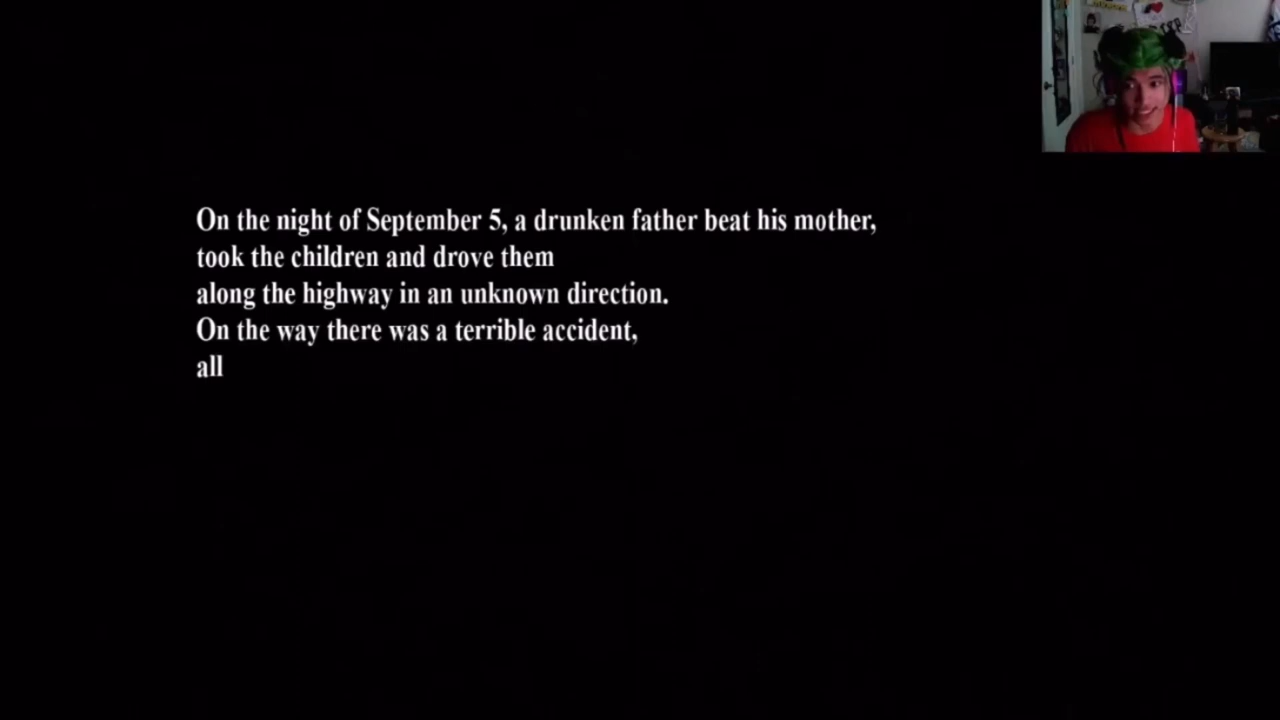 On the night of September 5, a drunken father beat his mother,
took the children and drove them
along the highway in an unknown direction.
On the way there was a terrible accident,
all